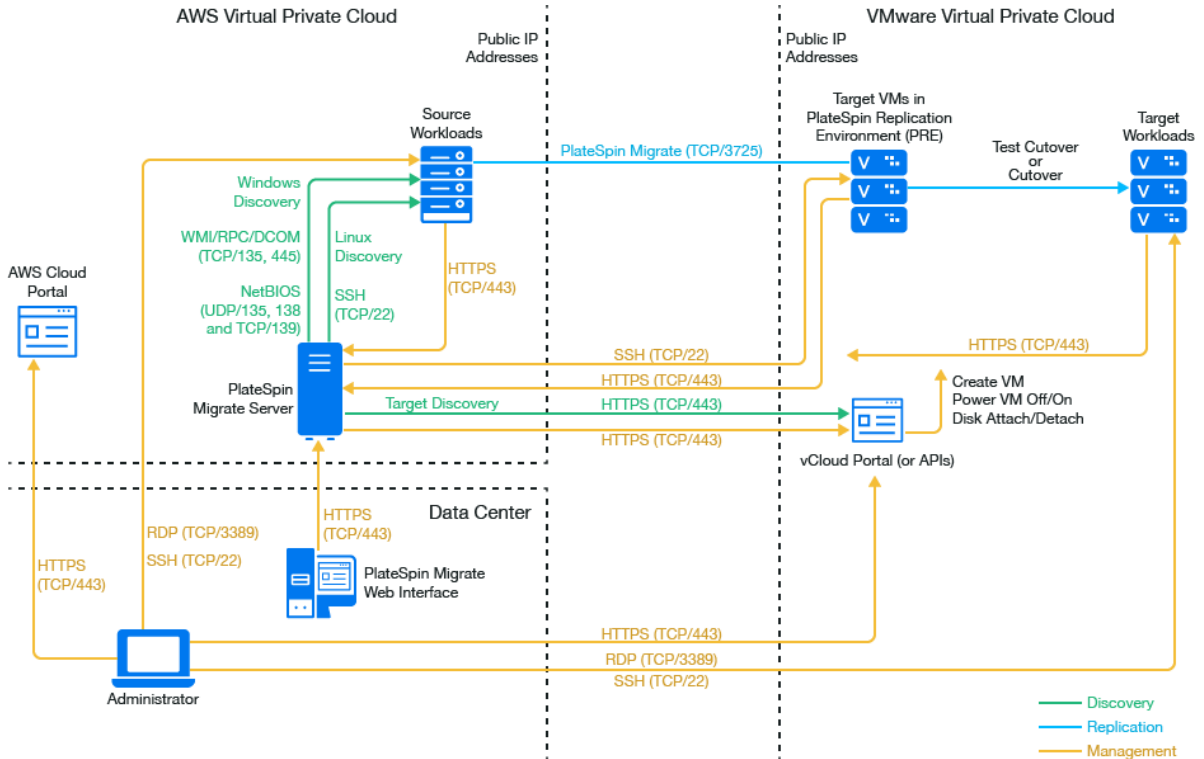 AWS Virtual Private Cloud
VMware Virtual Private Cloud
Public IP
Addresses
Public IP
Addresses
Source
Workloads
Target VMs in
PlateSpin Replication
Environment (PRE)
Target
Workloads
PlateSpin Migrate (TCP/3725)
Test Cutover
or
Cutover
Windows
Discovery
WMI/RPC/DCOM
(TCP/135, 445)
Linux
Discovery
HTTPS
(TCP/443)
AWS Cloud
Portal
NetBIOS
(UDP/135, 138
and TCP/139)
SSH
(TCP/22)
HTTPS (TCP/443)
SSH (TCP/22)
PlateSpin
Migrate Server
HTTPS (TCP/443)
Create VM
Power VM Off/On
Disk Attach/Detach
Target Discovery
HTTPS (TCP/443)
HTTPS (TCP/443)
vCloud Portal (or APIs)
Data Center
HTTPS
(TCP/443)
RDP (TCP/3389)
SSH (TCP/22)
HTTPS
(TCP/443)
PlateSpin Migrate
Web Interface
HTTPS (TCP/443)
RDP (TCP/3389)
SSH (TCP/22)
Administrator
Discovery
Replication
Management
V
V
V
V
V
V